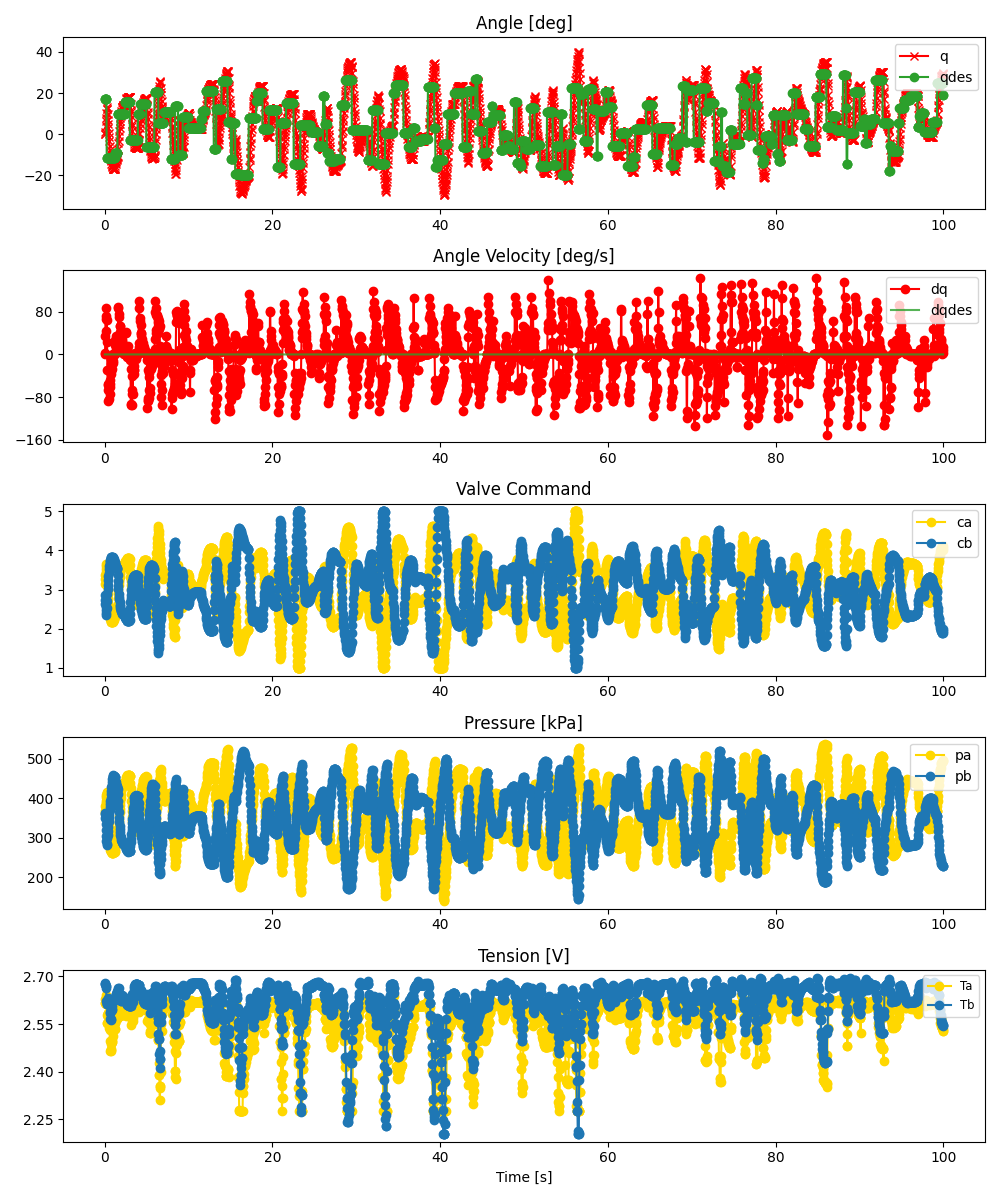 Angle [deg]
40
20
0
−20
q
qdes
0 20 40 60 80 100
Angle Velocity [deg/s]
80
0
−80
−160
dq
dqdes
0 20 40 60 80 100
Valve Command
5
4
3
2
1
ca
cb
0 20 40 60 80 100
Pressure [kPa]
500
400
300
200
pa
pb
0 20 40 60 80 100
Tension [V]
2.70
2.55
2.40
2.25
Ta
Tb
0 20 40 60 80 100
Time [s]